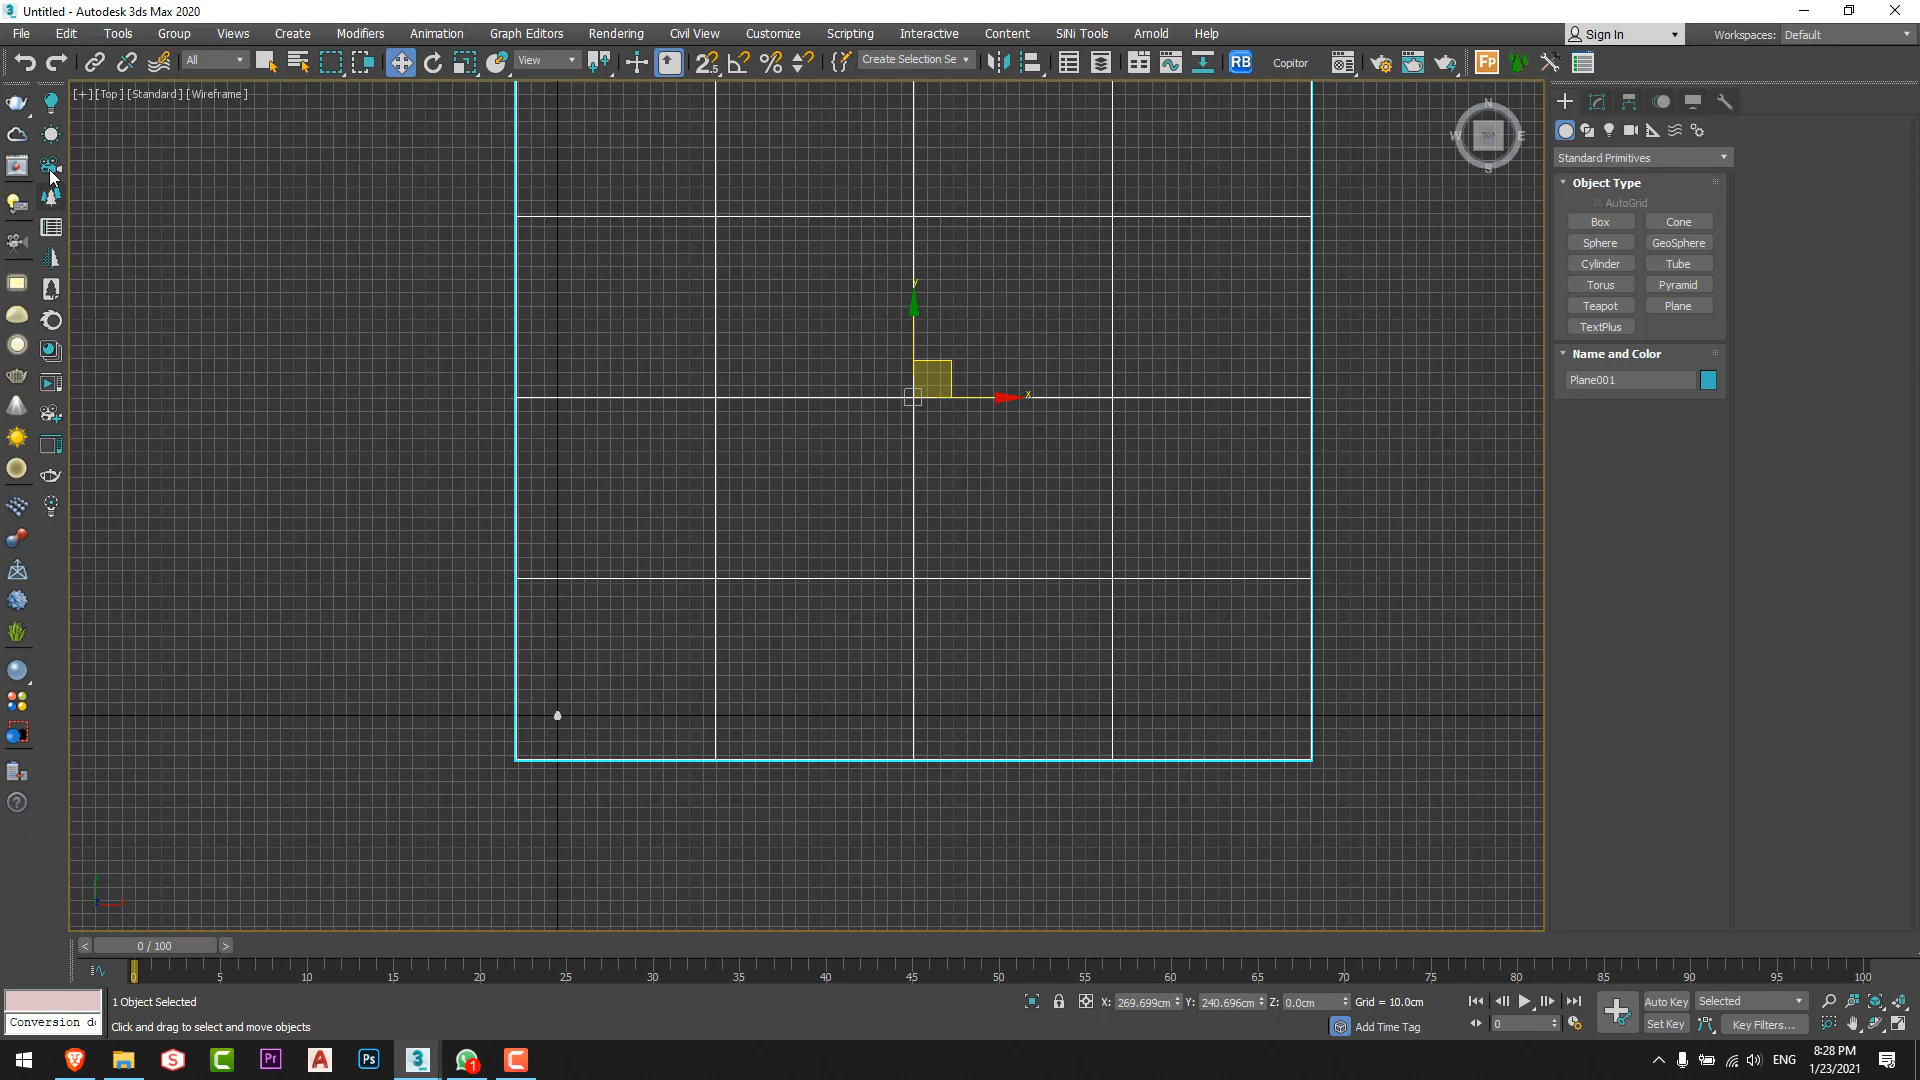 Untitled - Autodesk 3ds Max 2020
File Edit Tools Group Views Create Modifiers Animation Graph Editors Rendering Civil View Customize Scripting Interactive Content SiNi Tools Arnold Help
Sign In
Workspaces: Default
All
View
Create Selection Se
RB
Copitor
FP
[+] [Top] [Standard] [Wireframe]
N
W TOP E
S
Standard Primitives
Object Type
AutoGrid
Box Cone
Sphere GeoSphere
Cylinder Tube
Torus Pyramid
Teapot Plane
TextPlus
Name and Color
Plane001
y
x
< 0 / 100 >
0 5 10 15 20 25 30 35 40 45 50 55 60 65 70 75 80 85 90 95 100
1 Object Selected
X: 269.699cm Y: 240.696cm Z: 0.0cm Grid = 10.0cm
Auto Key Selected
Conversion do
Click and drag to select and move objects
Add Time Tag
0
Set Key Key Filters...
ENG
8:28 PM
1/23/2021